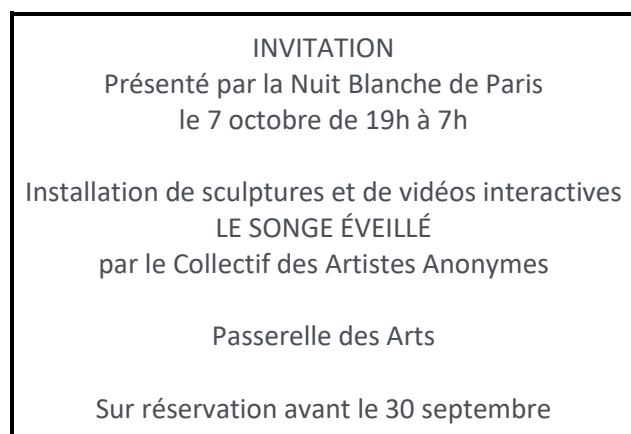 INVITATION
Présenté par la Nuit Blanche de Paris
le 7 octobre de 19h à 7h
Installation de sculptures et de vidéos interactives
LE SONGE ÉVEILLÉ
par le Collectif des Artistes Anonymes
Passerelle des Arts
Sur réservation avant le 30 septembre